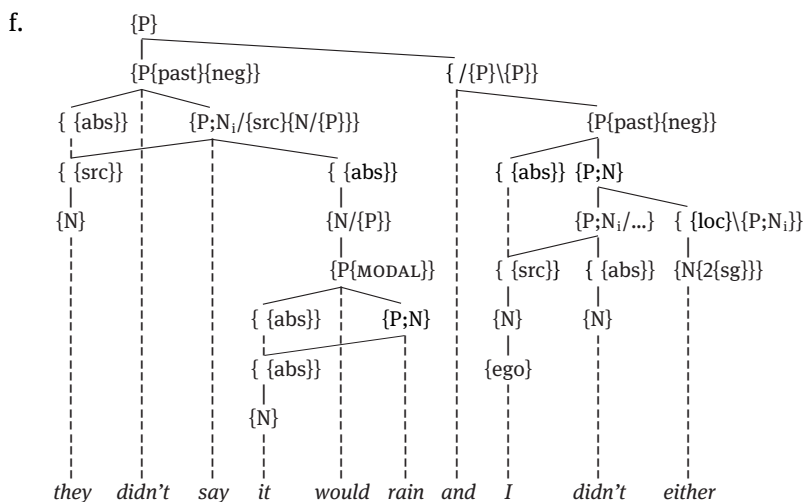 f. {P}
{P{past}{neg}} { /{P}\{P}}
{ {abs}} {P;Nᵢ/{src}{N/{P}}} {P{past}{neg}}
{ {src}} { {abs}} { {abs}} {P;N}
{N} {N/{P}} {P;Nᵢ/...} { {loc}\{P;Nᵢ}}
{P{MODAL}} { {src}} { {abs}} {N{2{sg}}}
{ {abs}} {P;N} {N} {N}
{ {abs}} {ego}
{N}
they didn't say it would rain and I didn't either